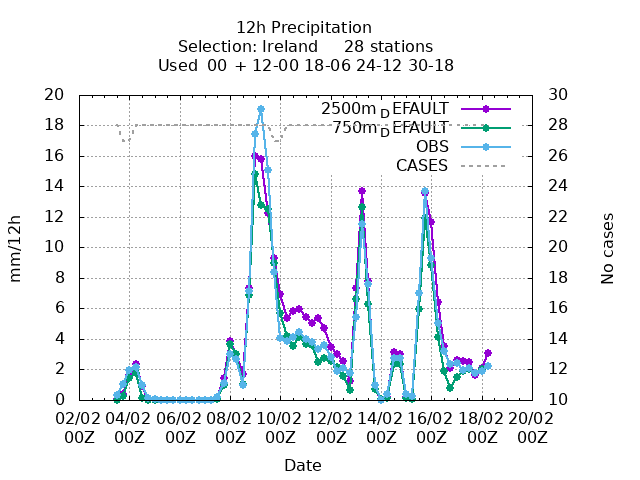 12h Precipitation
Selection: Ireland 28 stations
Used 00 + 12-00 18-06 24-12 30-18
20 30
18 28
16 26
14 24
12 22
10 20
8 18
6 16
4 14
2 12
0 10
2500m_DEFAULT
750m_DEFAULT
OBS
CASES
mm/12h
No cases
02/02 04/02 06/02 08/02 10/02 12/02 14/02 16/02 18/02 20/02
00Z 00Z 00Z 00Z 00Z 00Z 00Z 00Z 00Z 00Z
Date